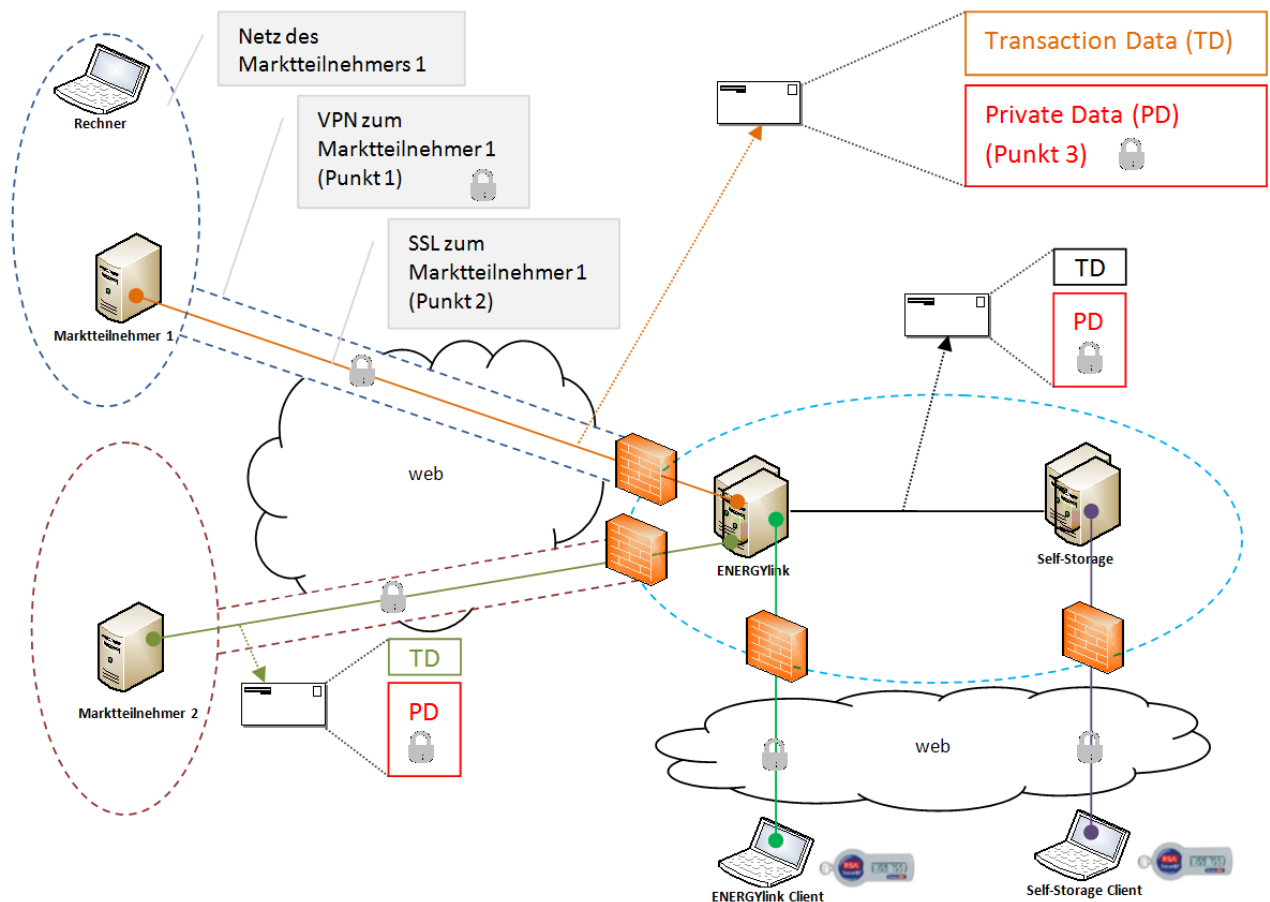 Netz des
Marktteilnehmers 1
Rechner
VPN zum
Marktteilnehmer 1
(Punkt 1)
SSL zum
Marktteilnehmer 1
(Punkt 2)
Marktteilnehmer 1
Transaction Data (TD)
Private Data (PD)
(Punkt 3)
TD
PD
web
ENERGYlink
Self-Storage
Marktteilnehmer 2
TD
PD
web
ENERGYlink Client
RSA
Self-Storage Client
RSA